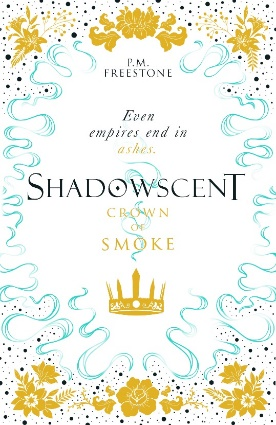 P.M.
FREESTONE
Even
empires end in
ashes.
SHADOWSCENT
CROWN
OF
SMOKE